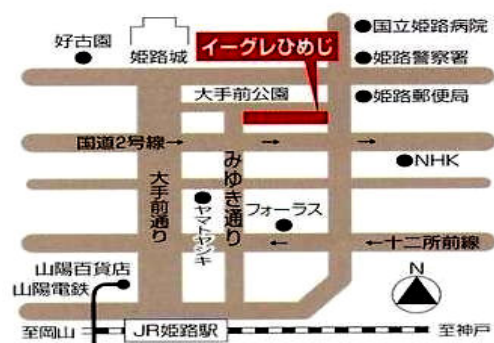 国立姫路病院
イーグレひめじ
好古園
姫路城
姫路警察署
大手前公園
姫路郵便局
国道2号線→
→
→
NHK
大手前通り
みゆき通り
ヤマトヤシキ
フォーラス
←
←十二所前線
山陽百貨店
山陽電鉄
N
至岡山
JR姫路駅
至神戸